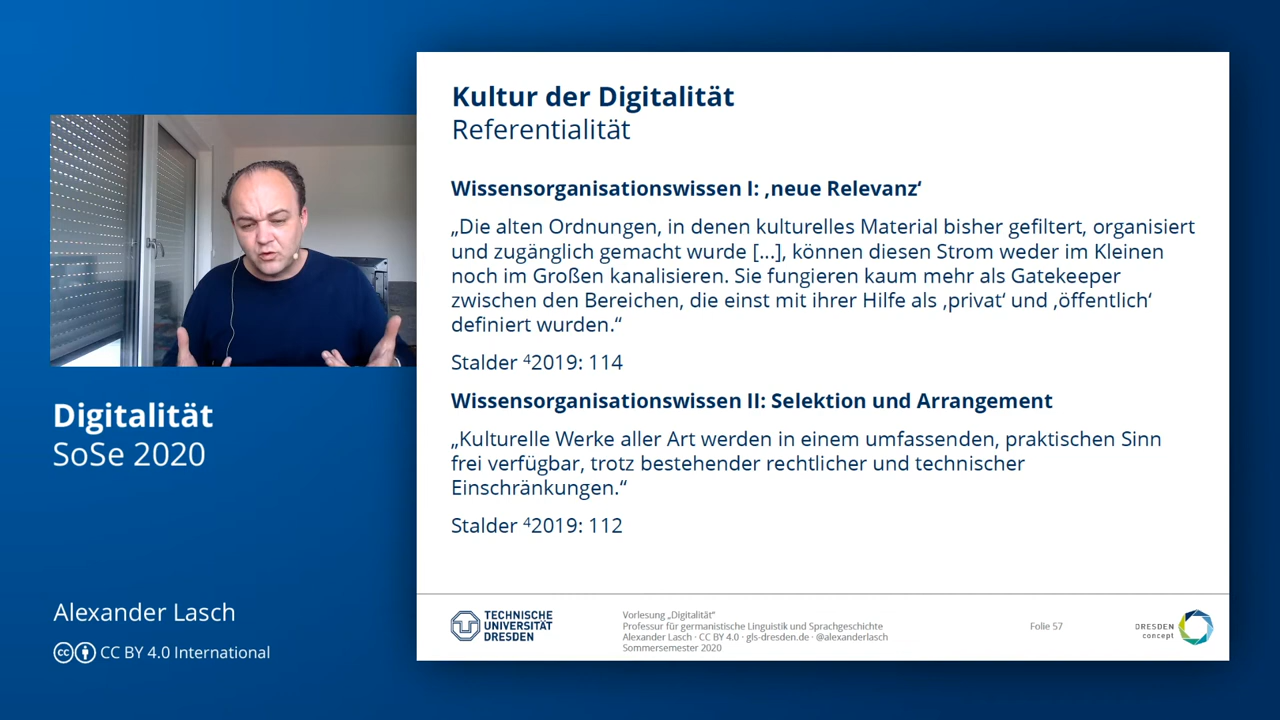 Kultur der Digitalität
Referentialität
Wissensorganisationswissen I: ‚neue Relevanz‘
„Die alten Ordnungen, in denen kulturelles Material bisher gefiltert, organisiert
und zugänglich gemacht wurde [...], können diesen Strom weder im Kleinen
noch im Großen kanalisieren. Sie fungieren kaum mehr als Gatekeeper
zwischen den Bereichen, die einst mit ihrer Hilfe als ‚privat‘ und ‚öffentlich‘
definiert wurden.“
Stalder ⁴2019: 114
Wissensorganisationswissen II: Selektion und Arrangement
„Kulturelle Werke aller Art werden in einem umfassenden, praktischen Sinn
frei verfügbar, trotz bestehender rechtlicher und technischer
Einschränkungen.“
Stalder ⁴2019: 112
Digitalität
SoSe 2020
Alexander Lasch
CC BY 4.0 International
TECHNISCHE
UNIVERSITÄT
DRESDEN
Vorlesung „Digitalität“
Professur für germanistische Linguistik und Sprachgeschichte
Alexander Lasch · CC BY 4.0 · gls-dresden.de · @alexanderlasch
Sommersemester 2020
Folie 57
DRESDEN
concept